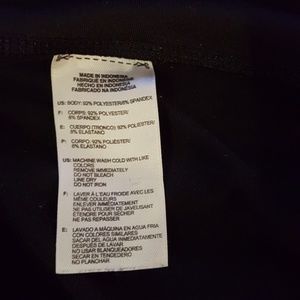 MADE IN INDONESIA
FABRIQUÉ EN INDONESIE
HECHO EN INDONESIA
FABRICADO NA INDONESIA
US: BODY: 92% POLYESTER/8% SPANDEX
F: CORPS: 92% POLYESTER/
8% SPANDEX
E: CUERPO (TRONCO): 92% POLIESTER/
8% ELASTANO
P: CORPO: 92% POLIÉSTER/
8% ELASTANO
US: MACHINE WASH COLD WITH LIKE
COLORS
REMOVE IMMEDIATELY
DO NOT BLEACH
LINE DRY
DO NOT IRON
F: LAVER À L'EAU FROIDE AVEC LES
MÊME COULEURS
ENLEVER IMMÉDIATEMENT
NE PAS UTILISER DE JAVELISANT
ÉTENDRE POUR SÉCHER
NE PAS REPASSER
E: LAVADO A MÁQUINA EN AGUA FRIA
CON COLORES SIMILARES
SACAR DEL AGUA IMMEDIATAMENTE
DESPUÉS DE LAVAR
NO USAR BLANQUEADORES
SECAR EN TENDEDERO
NO PLANCHAR